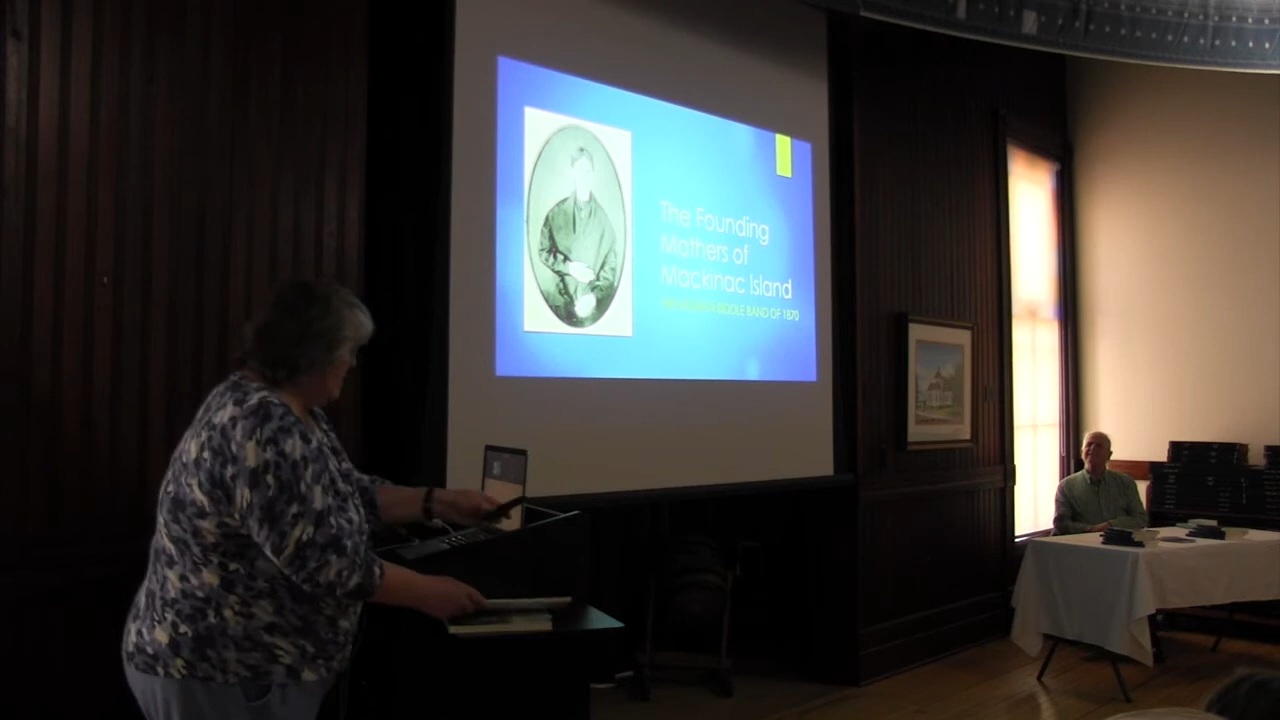 The Founding
Mothers of
Mackinac Island
BIDDLE BAND OF 1870